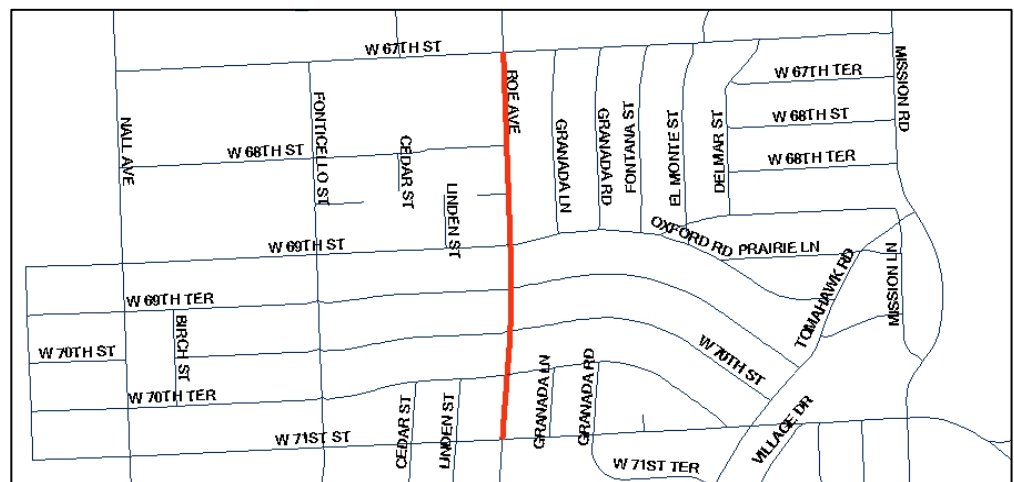 W 67TH ST
MISSION RD
W 67TH TER
ROE AVE
NALL AVE
FONTICELLO ST
GRANADA LN
GRANADA RD
FONTANA ST
EL MONTE ST
DELMAR ST
W 68TH ST
W 68TH ST
CEDAR ST
W 68TH TER
LINDEN ST
W 69TH ST
OXFORD RD
PRAIRIE LN
TOMAHAWK RD
MISSION LN
W 69TH TER
BIRCH ST
W 70TH ST
W 70TH ST
W 70TH TER
GRANADA LN
GRANADA RD
CEDAR ST
LINDEN ST
VILLAGE DR
W 71ST ST
W 71ST TER